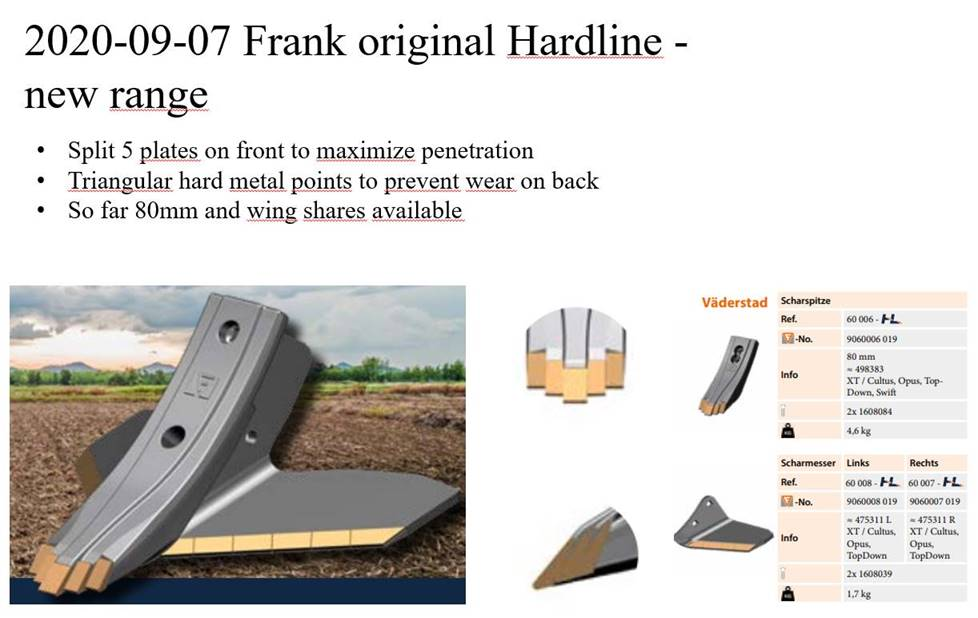 2020-09-07 Frank original Hardline -
new range
• Split 5 plates on front to maximize penetration
• Triangular hard metal points to prevent wear on back
• So far 80mm and wing shares available
Väderstad
Scharspitze
Ref. 60 006 - HL
-No. 9060006 019
Info
80 mm
≈ 498383
XT / Cultus, Opus, Top-
Down, Swift
2x 1608084
KG 4,6 kg
Scharmesser Links Rechts
Ref. 60 008 - HL 60 007 - HL
-No. 9060008 019 9060007 019
Info
≈ 475311 L ≈ 475311 R
XT / Cultus, XT / Cultus,
Opus, Opus,
TopDown TopDown
2x 1608039
KG 1,7 kg